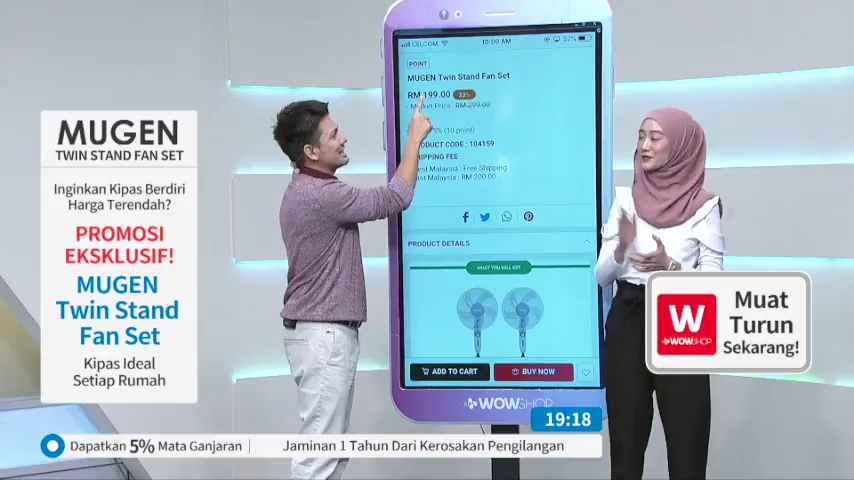 MUGEN
TWIN STAND FAN SET
Inginkan Kipas Berdiri
Harga Terendah?
PROMOSI
EKSKLUSIF!
MUGEN
Twin Stand
Fan Set
Kipas Ideal
Setiap Rumah
CELCOM
10:00 AM
52%
POINT
MUGEN Twin Stand Fan Set
RM 199.00 33%
Market Price RM 299.00
5% (10 point)
PRODUCT CODE : 104159
SHIPPING FEE
Malaysia : Free Shipping
Malaysia : RM 200.00
PRODUCT DETAILS
WHAT YOU WILL GET
ADD TO CART
BUY NOW
WOWSHOP
W
WOWSHOP
Muat
Turun
Sekarang!
19:18
Dapatkan 5% Mata Ganjaran
Jaminan 1 Tahun Dari Kerosakan Pengilangan